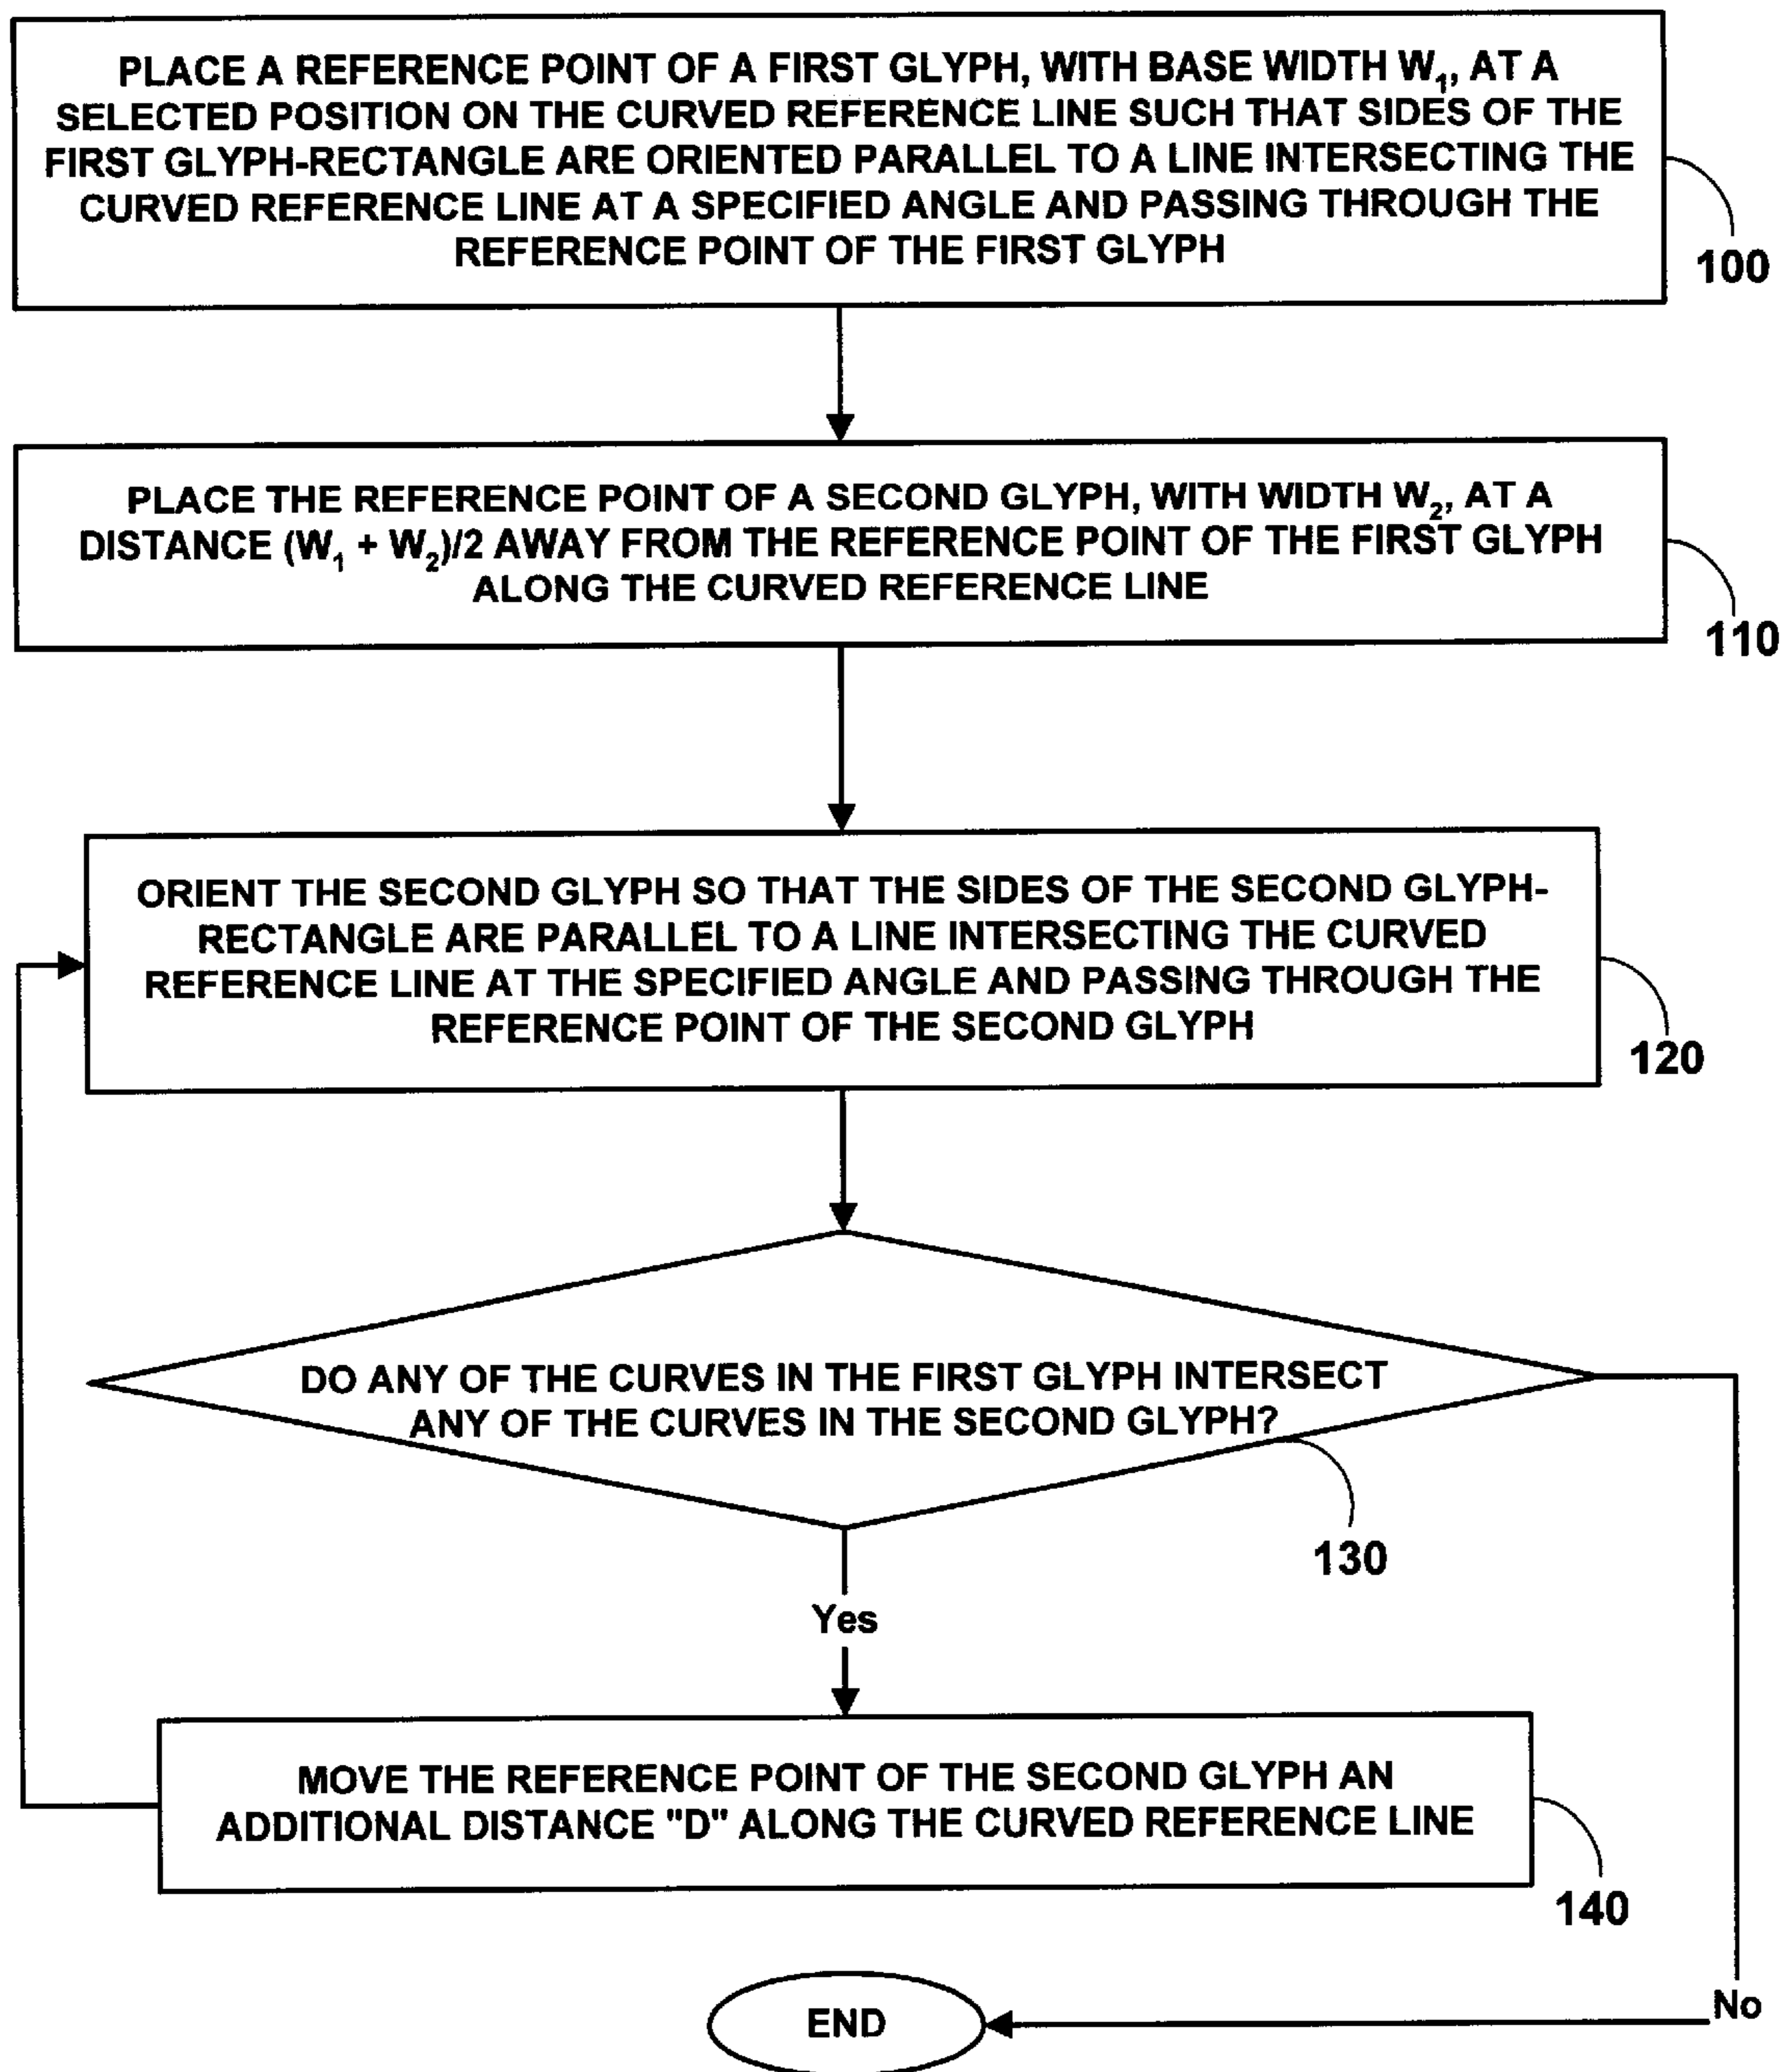 PLACE A REFERENCE POINT OF A FIRST GLYPH, WITH BASE WIDTH W₁, AT A
SELECTED POSITION ON THE CURVED REFERENCE LINE SUCH THAT SIDES OF THE
FIRST GLYPH-RECTANGLE ARE ORIENTED PARALLEL TO A LINE INTERSECTING THE
CURVED REFERENCE LINE AT A SPECIFIED ANGLE AND PASSING THROUGH THE
REFERENCE POINT OF THE FIRST GLYPH
100
PLACE THE REFERENCE POINT OF A SECOND GLYPH, WITH WIDTH W₂, AT A
DISTANCE (W₁ + W₂)/2 AWAY FROM THE REFERENCE POINT OF THE FIRST GLYPH
ALONG THE CURVED REFERENCE LINE
110
ORIENT THE SECOND GLYPH SO THAT THE SIDES OF THE SECOND GLYPH-
RECTANGLE ARE PARALLEL TO A LINE INTERSECTING THE CURVED
REFERENCE LINE AT THE SPECIFIED ANGLE AND PASSING THROUGH THE
REFERENCE POINT OF THE SECOND GLYPH
120
DO ANY OF THE CURVES IN THE FIRST GLYPH INTERSECT
ANY OF THE CURVES IN THE SECOND GLYPH?
130
Yes
MOVE THE REFERENCE POINT OF THE SECOND GLYPH AN
ADDITIONAL DISTANCE "D" ALONG THE CURVED REFERENCE LINE
140
No
END